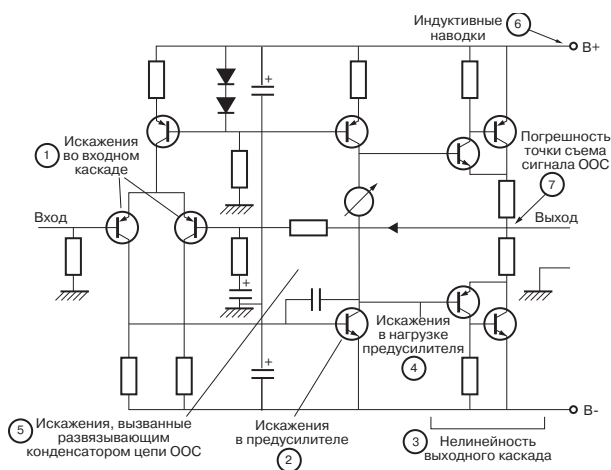 Индуктивные
наводки
6
B+
1
Искажения
во входном
каскаде
Погрешность
точки съема
сигнала ООС
7
Вход
Выход
+
+
+
Искажения
в нагрузке
предусилителя
4
5
Искажения, вызванные
развязывающим
конденсатором цепи ООС
Искажения
в предусилителе
2
B-
3
Нелинейность
выходного каскада